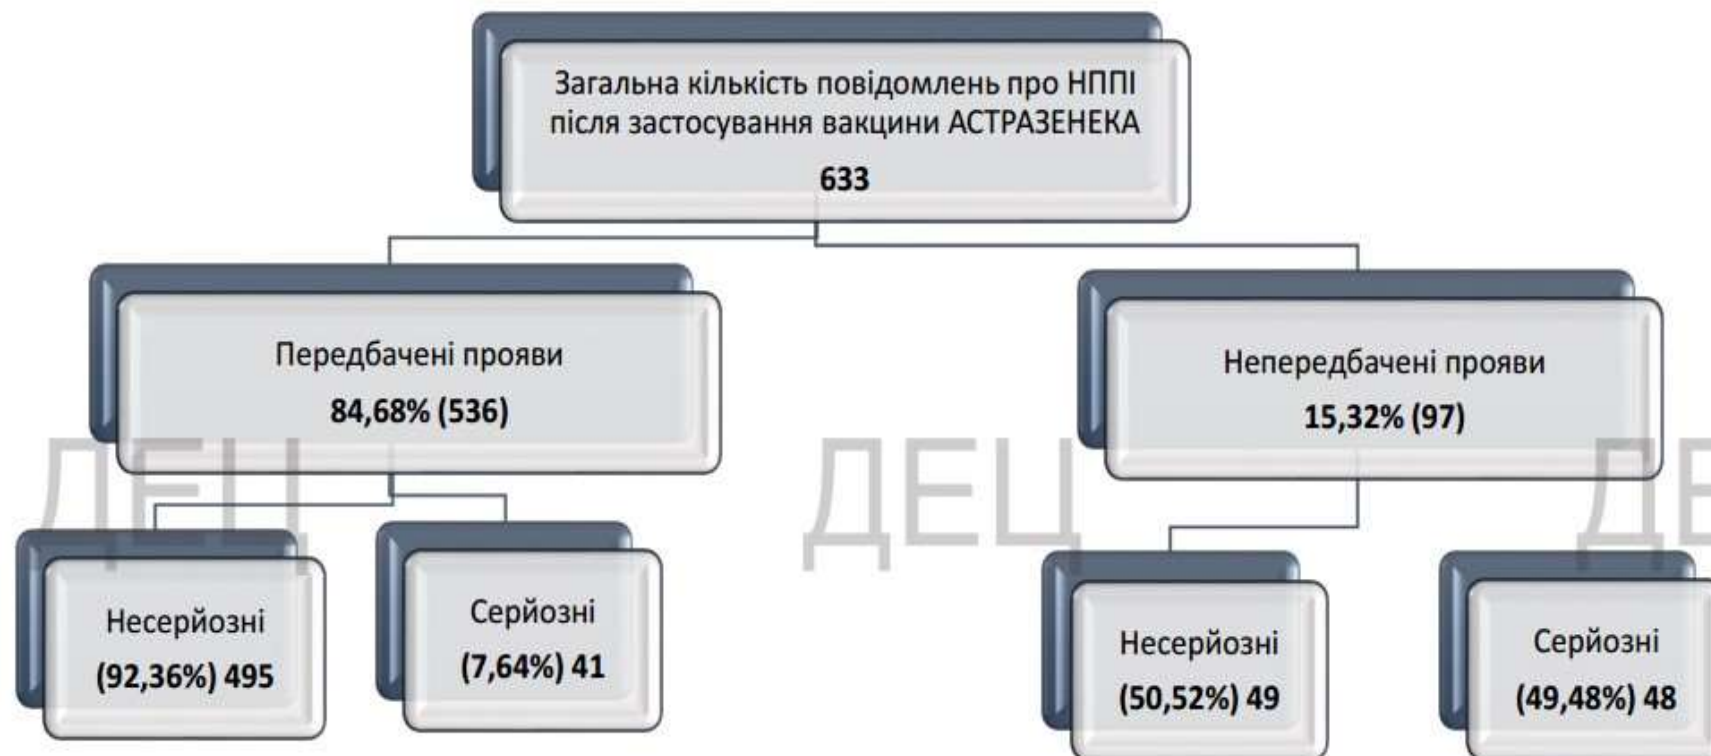 Загальна кількість повідомлень про НППІ
після застосування вакцини АСТРАЗЕНЕКА
633
Передбачені прояви
84,68% (536)
Непередбачені прояви
15,32% (97)
Несерйозні
(92,36%) 495
Серйозні
(7,64%) 41
Несерйозні
(50,52%) 49
Серйозні
(49,48%) 48
ДЕЦ
ДЕЦ
ДЕ